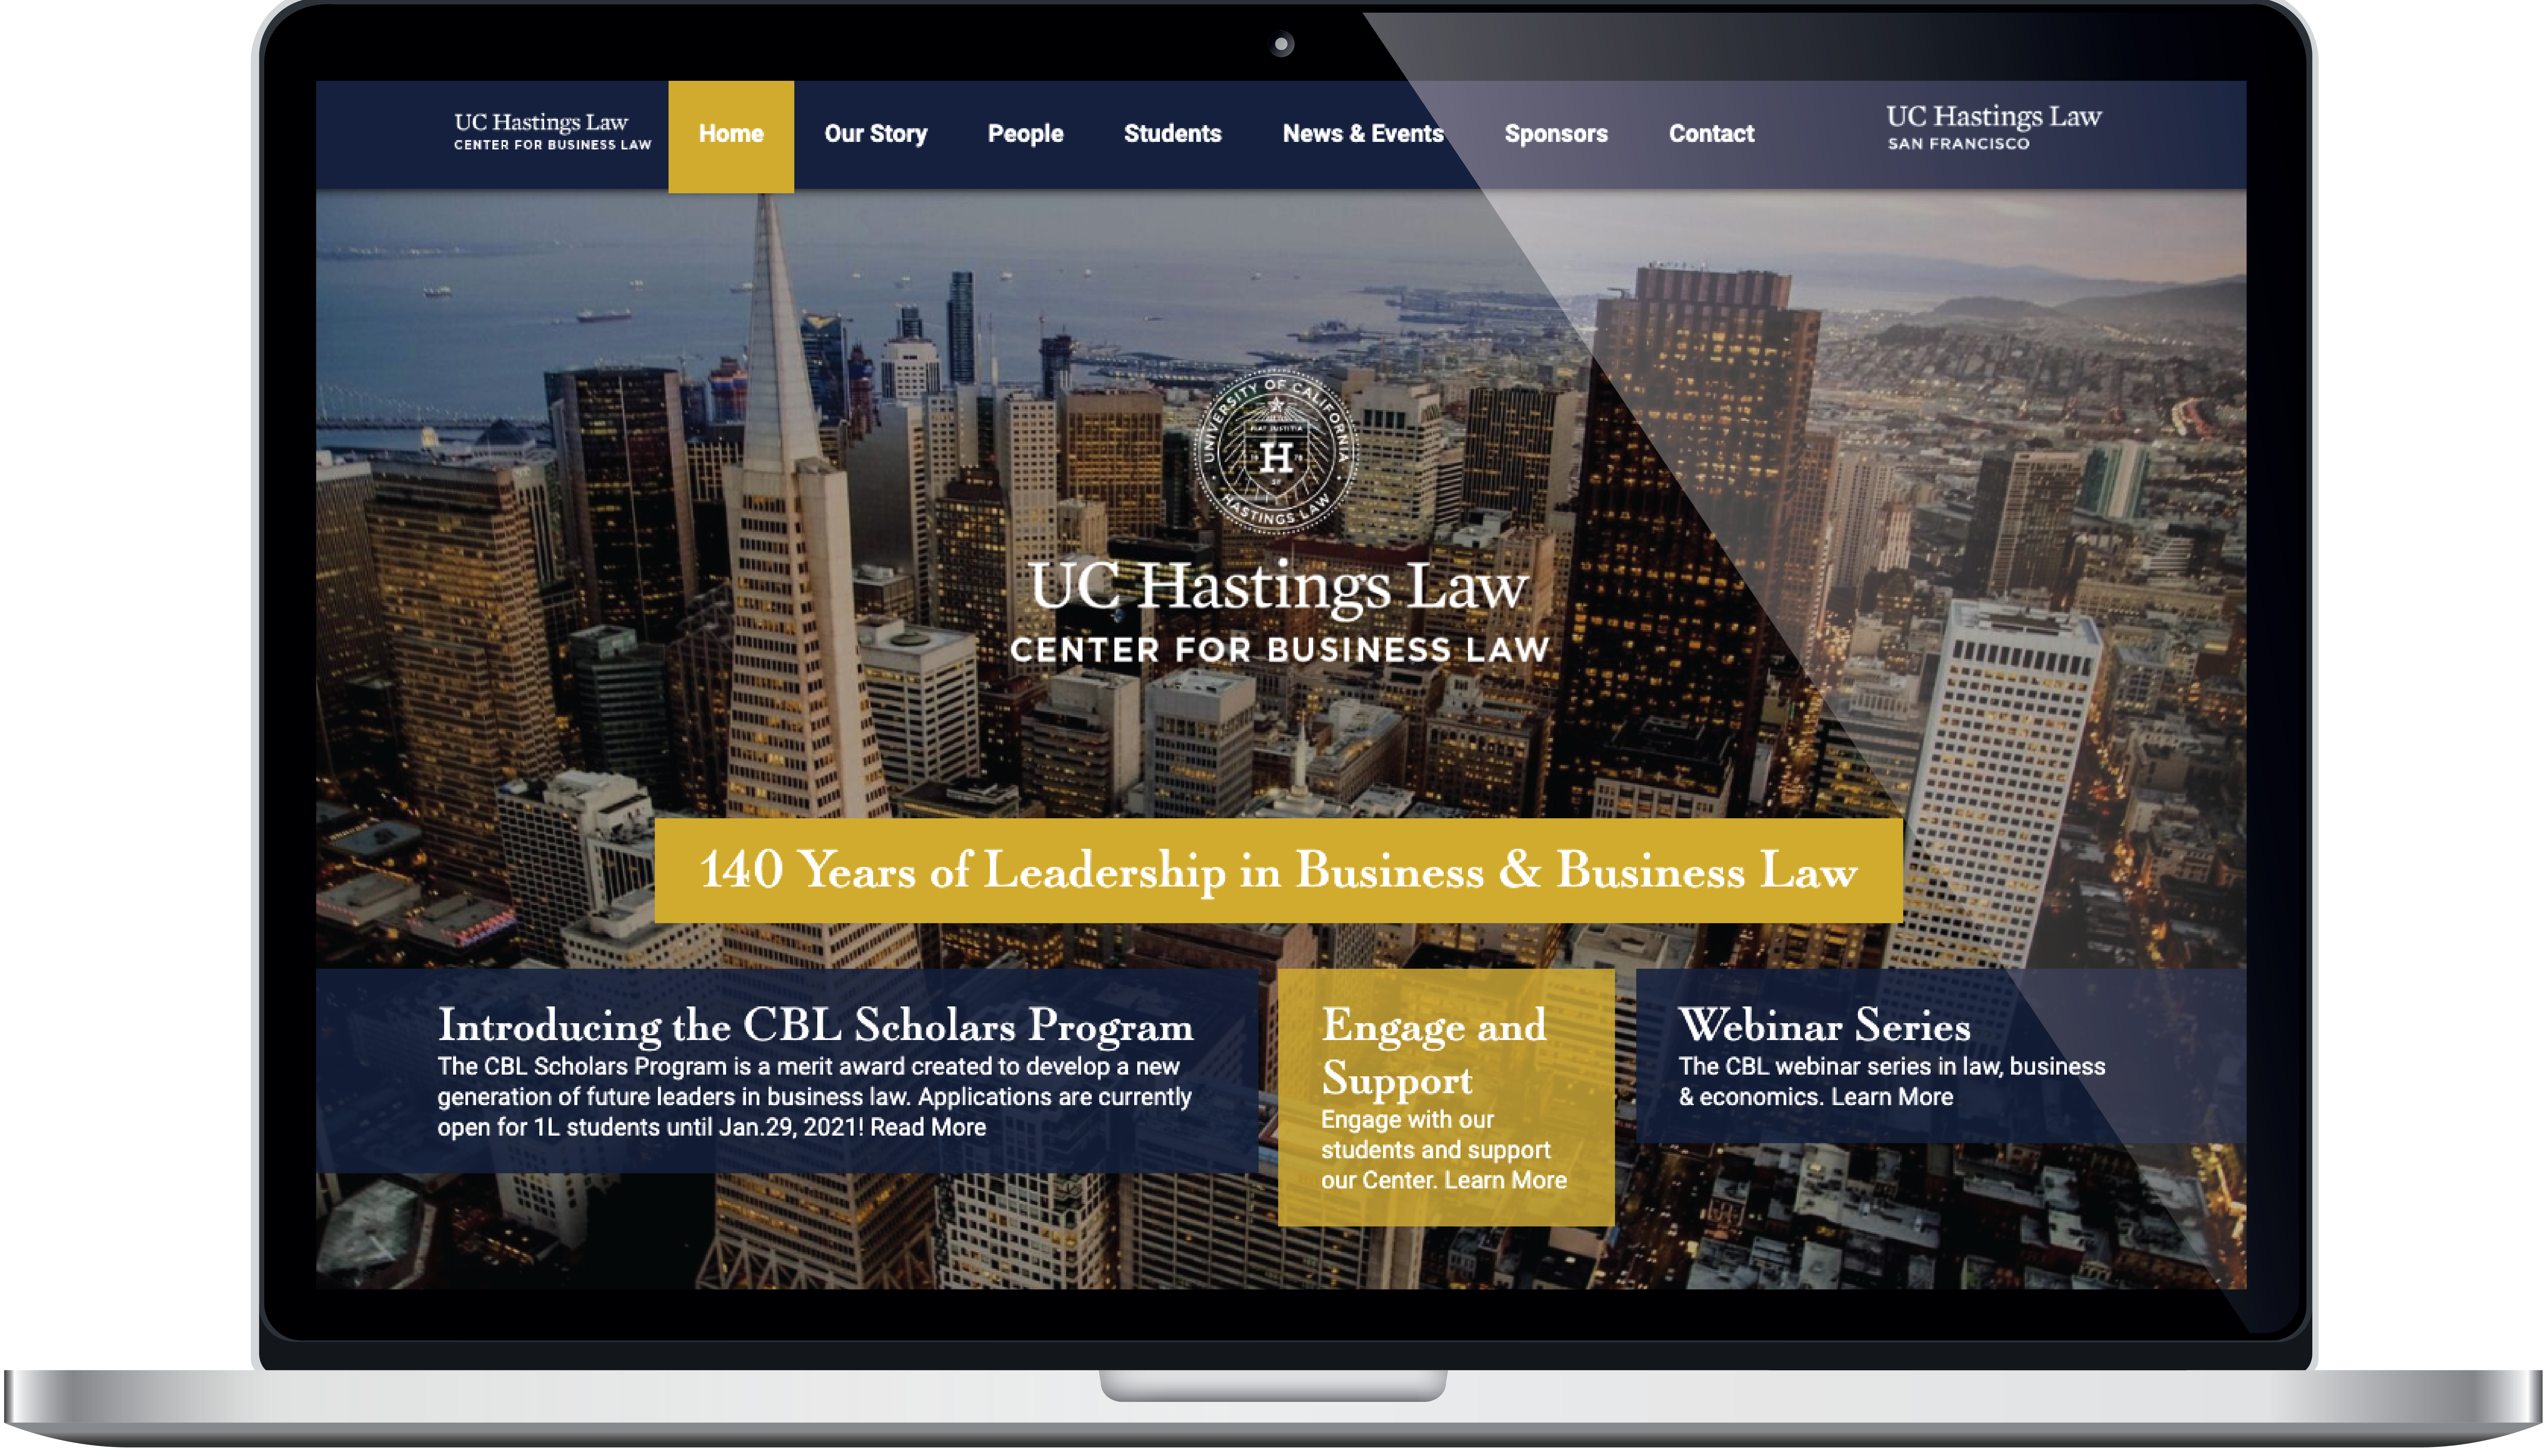 UC Hastings Law
CENTER FOR BUSINESS LAW
Home
Our Story
People
Students
News & Events
Sponsors
Contact
UC Hastings Law
SAN FRANCISCO
UNIVERSITY OF CALIFORNIA
FIAT JUSTITIA
H
18 78
SF
HASTINGS LAW
UC Hastings Law
CENTER FOR BUSINESS LAW
140 Years of Leadership in Business & Business Law
Introducing the CBL Scholars Program
The CBL Scholars Program is a merit award created to develop a new
generation of future leaders in business law. Applications are currently
open for 1L students until Jan.29, 2021! Read More
Engage and
Support
Engage with our
students and support
our Center. Learn More
Webinar Series
The CBL webinar series in law, business
& economics. Learn More